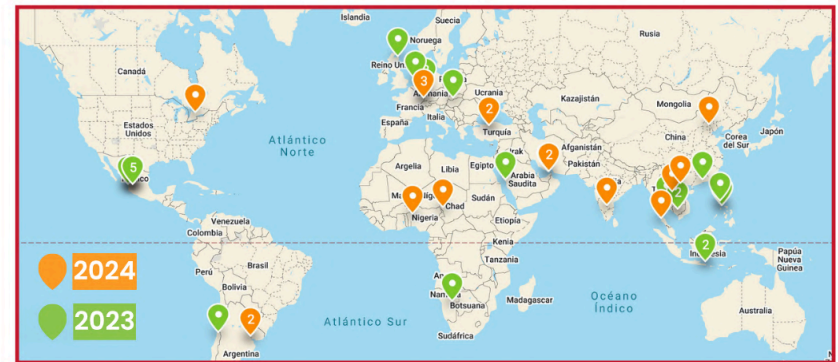 Islandia
Suecia
Noruega
Rusia
Canadá
Reino Un
3
Ucrania
Kazajistán
Mongolia
Francia
2
Estados
Unidos
España
Italia
Turquía
China
Corea
del Sur
Japón
Atlántico
Norte
2
Afganistán
Pakistán
5
Argelia
Libia
Egipto
Arabia
Saudita
2
Chad
Sudán
Nigeria
Etiopía
Venezuela
Colombia
Kenia
2
Papúa
Nueva
Guinea
2024
Perú
Brasil
Tanzania
Bolivia
2023
Botsuana
Madagascar
Océano
Índico
Australia
2
Atlántico Sur
Sudáfrica
Argentina